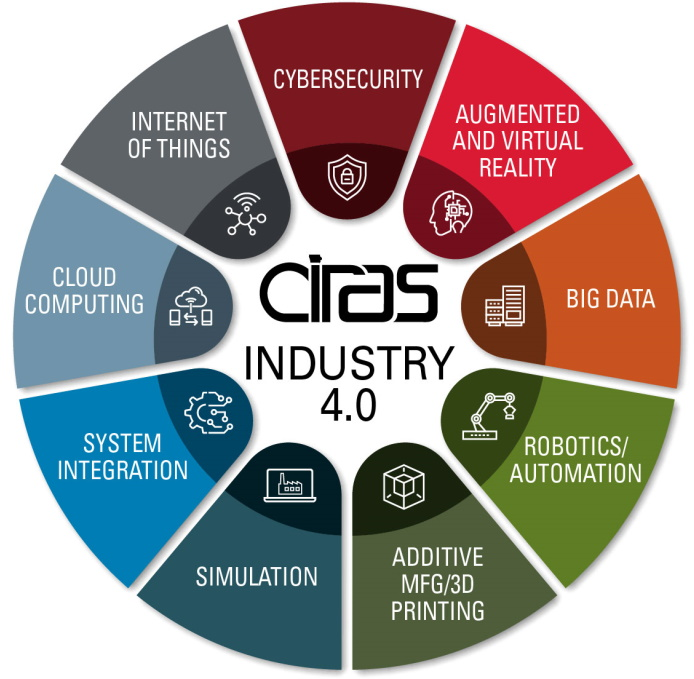 CYBERSECURITY
AUGMENTED
AND VIRTUAL
REALITY
BIG DATA
ROBOTICS/
AUTOMATION
ADDITIVE
MFG/3D
PRINTING
SIMULATION
SYSTEM
INTEGRATION
CLOUD
COMPUTING
INTERNET
OF THINGS
ciras
INDUSTRY
4.0